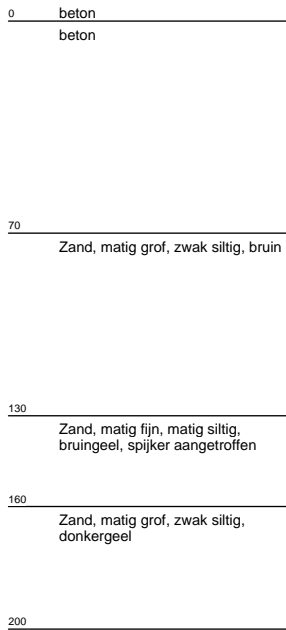 0 beton
beton
70
Zand, matig grof, zwak siltig, bruin
130
Zand, matig fijn, matig siltig,
bruingeel, spijker aangetroffen
160
Zand, matig grof, zwak siltig,
donkergeel
200